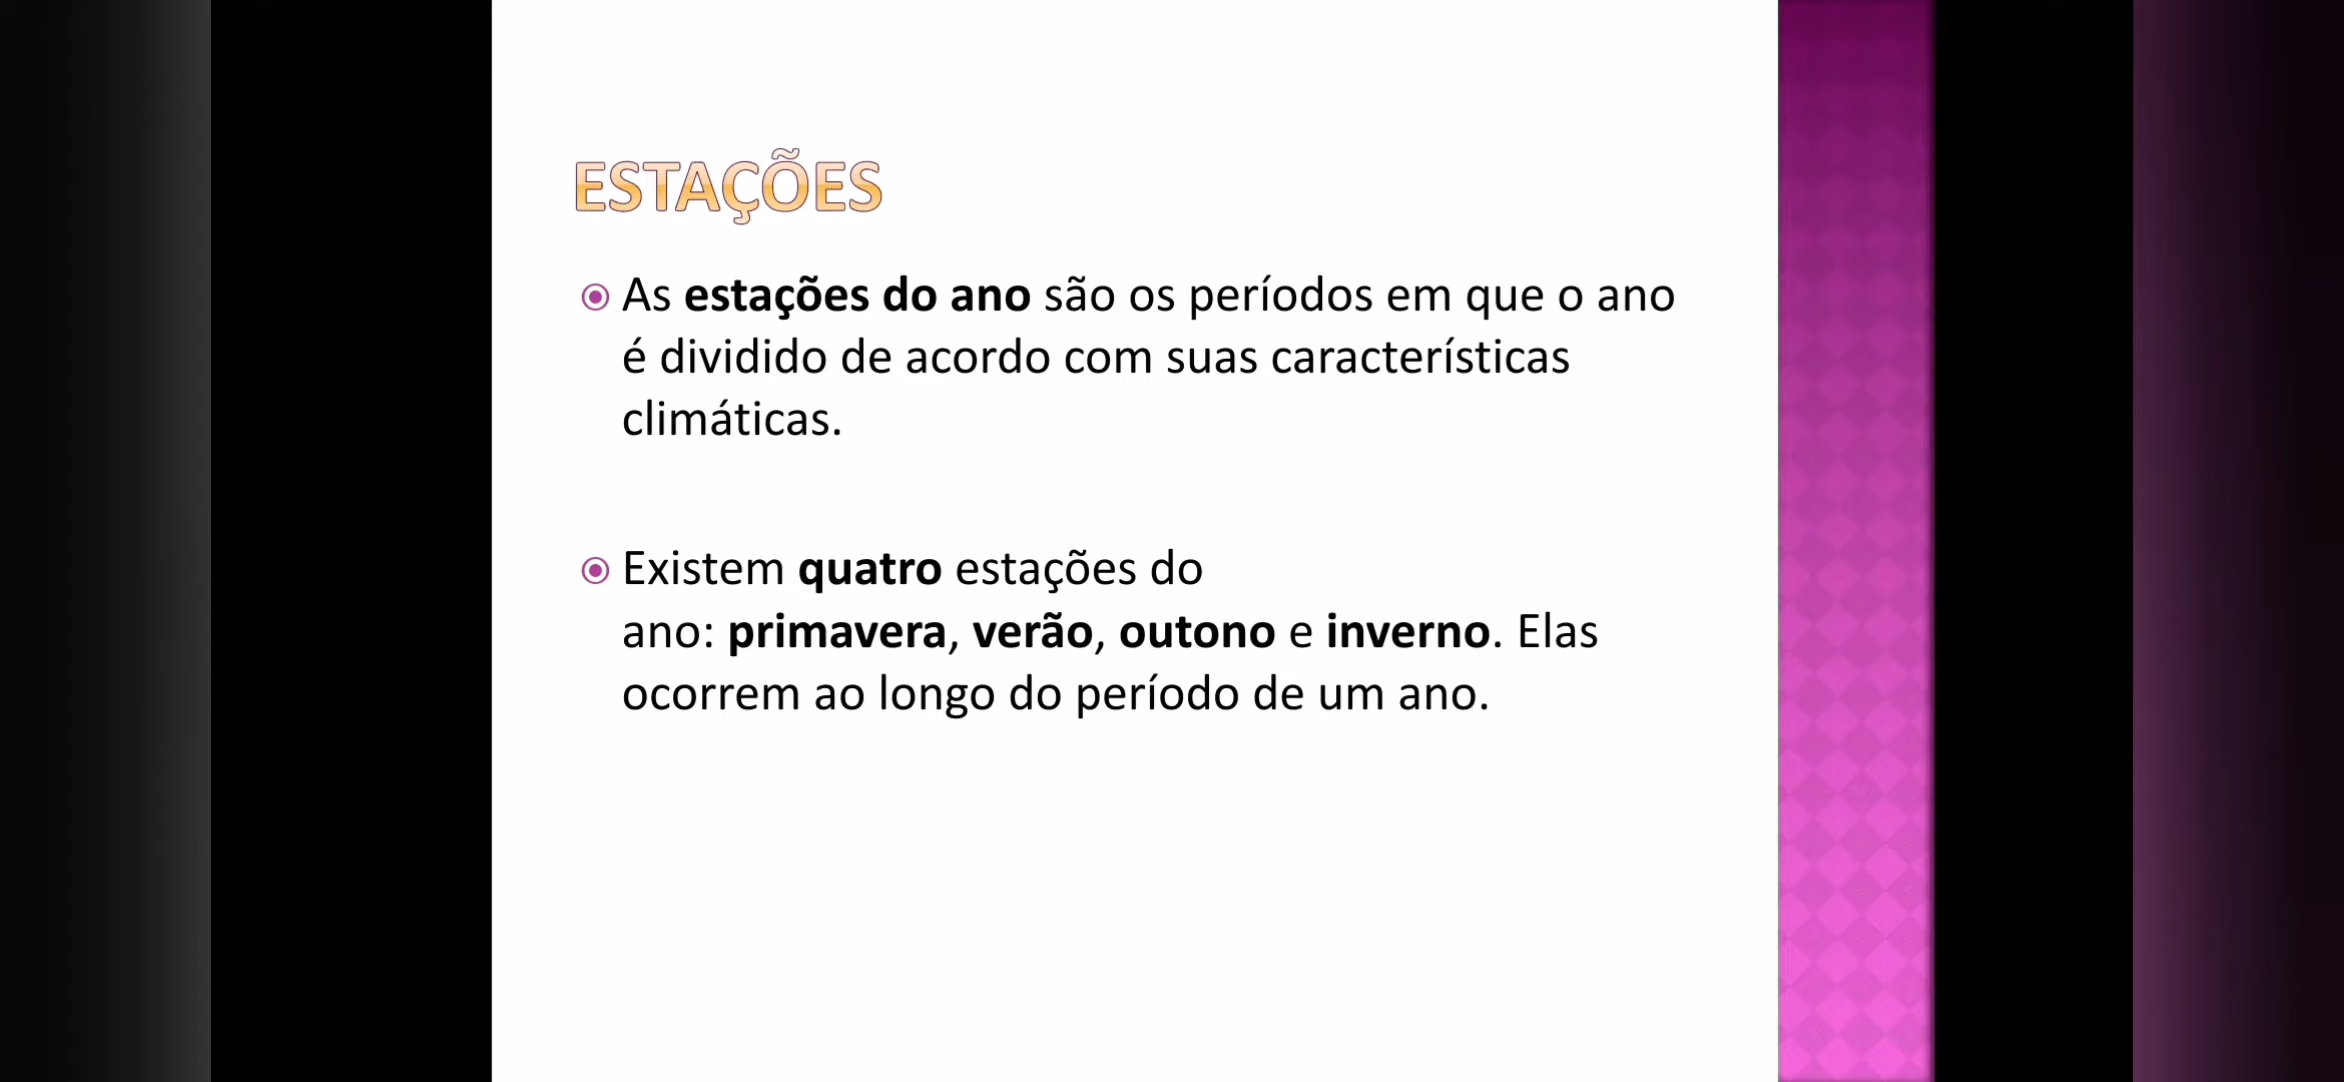 ESTAÇÕES
As estações do ano são os períodos em que o ano
é dividido de acordo com suas características
climáticas.
Existem quatro estações do
ano: primavera, verão, outono e inverno. Elas
ocorrem ao longo do período de um ano.